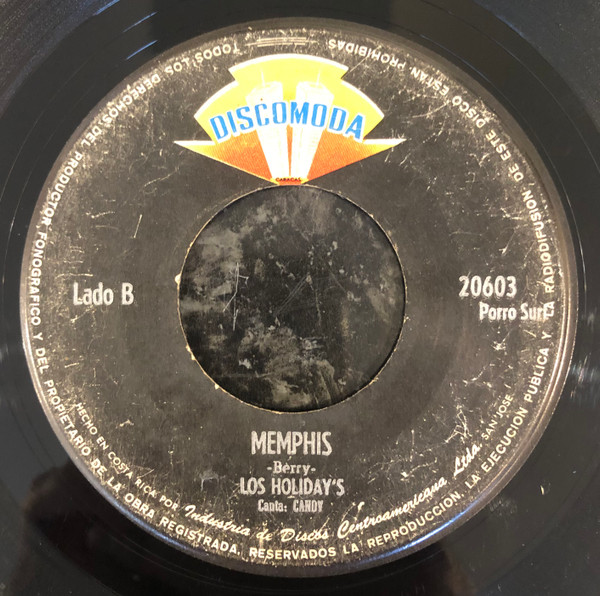 DISCOMODA
CARACAS
Lado B
20603
Porro Surf
MEMPHIS
-Berry-
LOS HOLIDAY'S
Canta: CANDY
HECHO EN COSTA RICA POR Industria de Discos Centroamericana Ltda. SAN JOSE
TODOS LOS DERECHOS DEL PRODUCTOR FONOGRAFICO Y DEL PROPIETARIO DE LA OBRA REGISTRADA, RESERVADOS LA REPRODUCCION, LA EJECUCION PUBLICA Y LA RADIODIFUSION DE ESTE DISCO ESTAN PROHIBIDAS